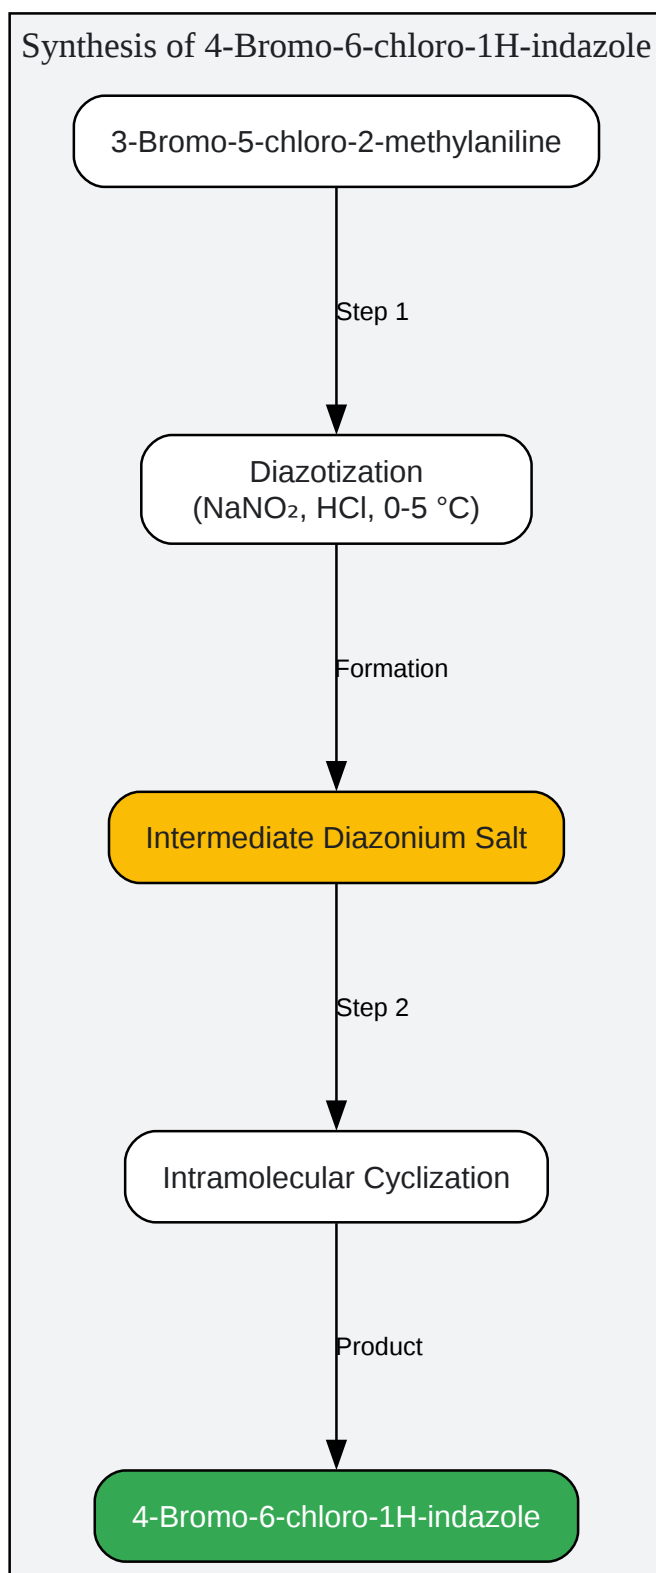 Synthesis of 4-Bromo-6-chloro-1H-indazole
3-Bromo-5-chloro-2-methylaniline
Step 1
Diazotization
(NaNO₂, HCl, 0-5 °C)
Formation
Intermediate Diazonium Salt
Step 2
Intramolecular Cyclization
Product
4-Bromo-6-chloro-1H-indazole